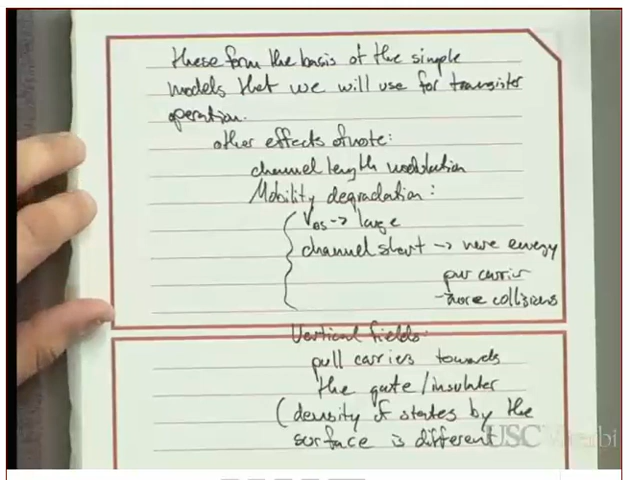 these form the basis of the simple
models that we will use for transistor
operation.
other effects of note:
channel length modulation
Mobility degradation:
V_DS → large
channel short → more energy
per carrier
→ more collisions
Vertical fields:
pull carriers towards
the gate/insulator
(density of states by the
surface is different
USC Viterbi